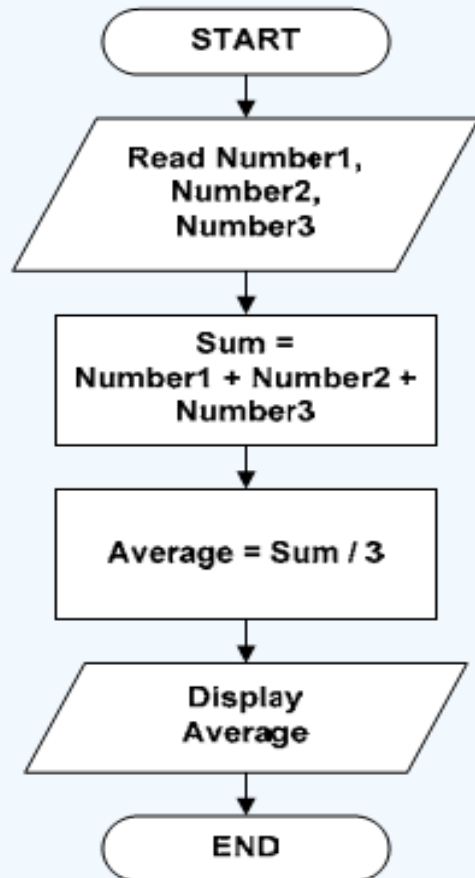 START
Read Number1,
Number2,
Number3
Sum =
Number1 + Number2 +
Number3
Average = Sum / 3
Display
Average
END